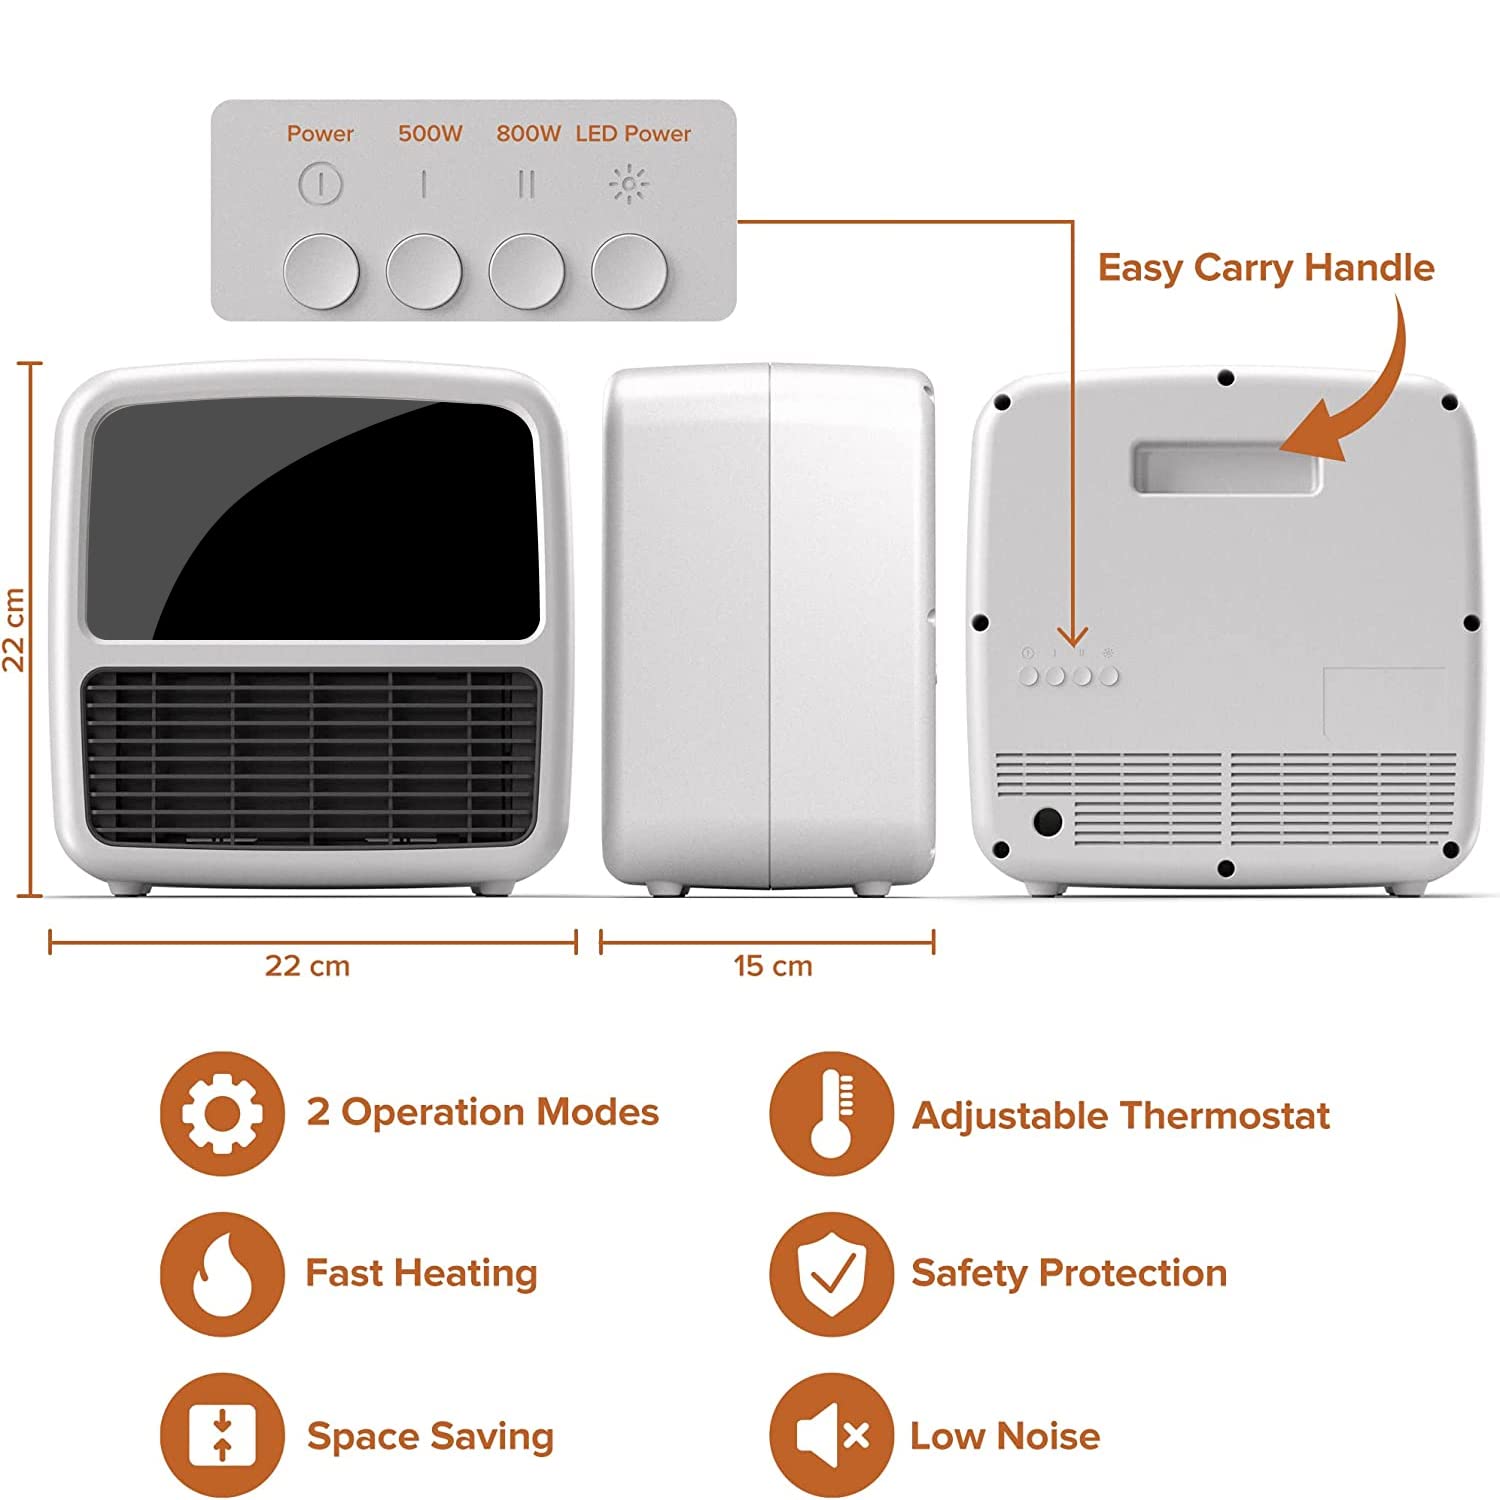 Power 500W 800W LED Power
Easy Carry Handle
22 cm
22 cm
15 cm
2 Operation Modes
Adjustable Thermostat
Fast Heating
Safety Protection
Space Saving
Low Noise